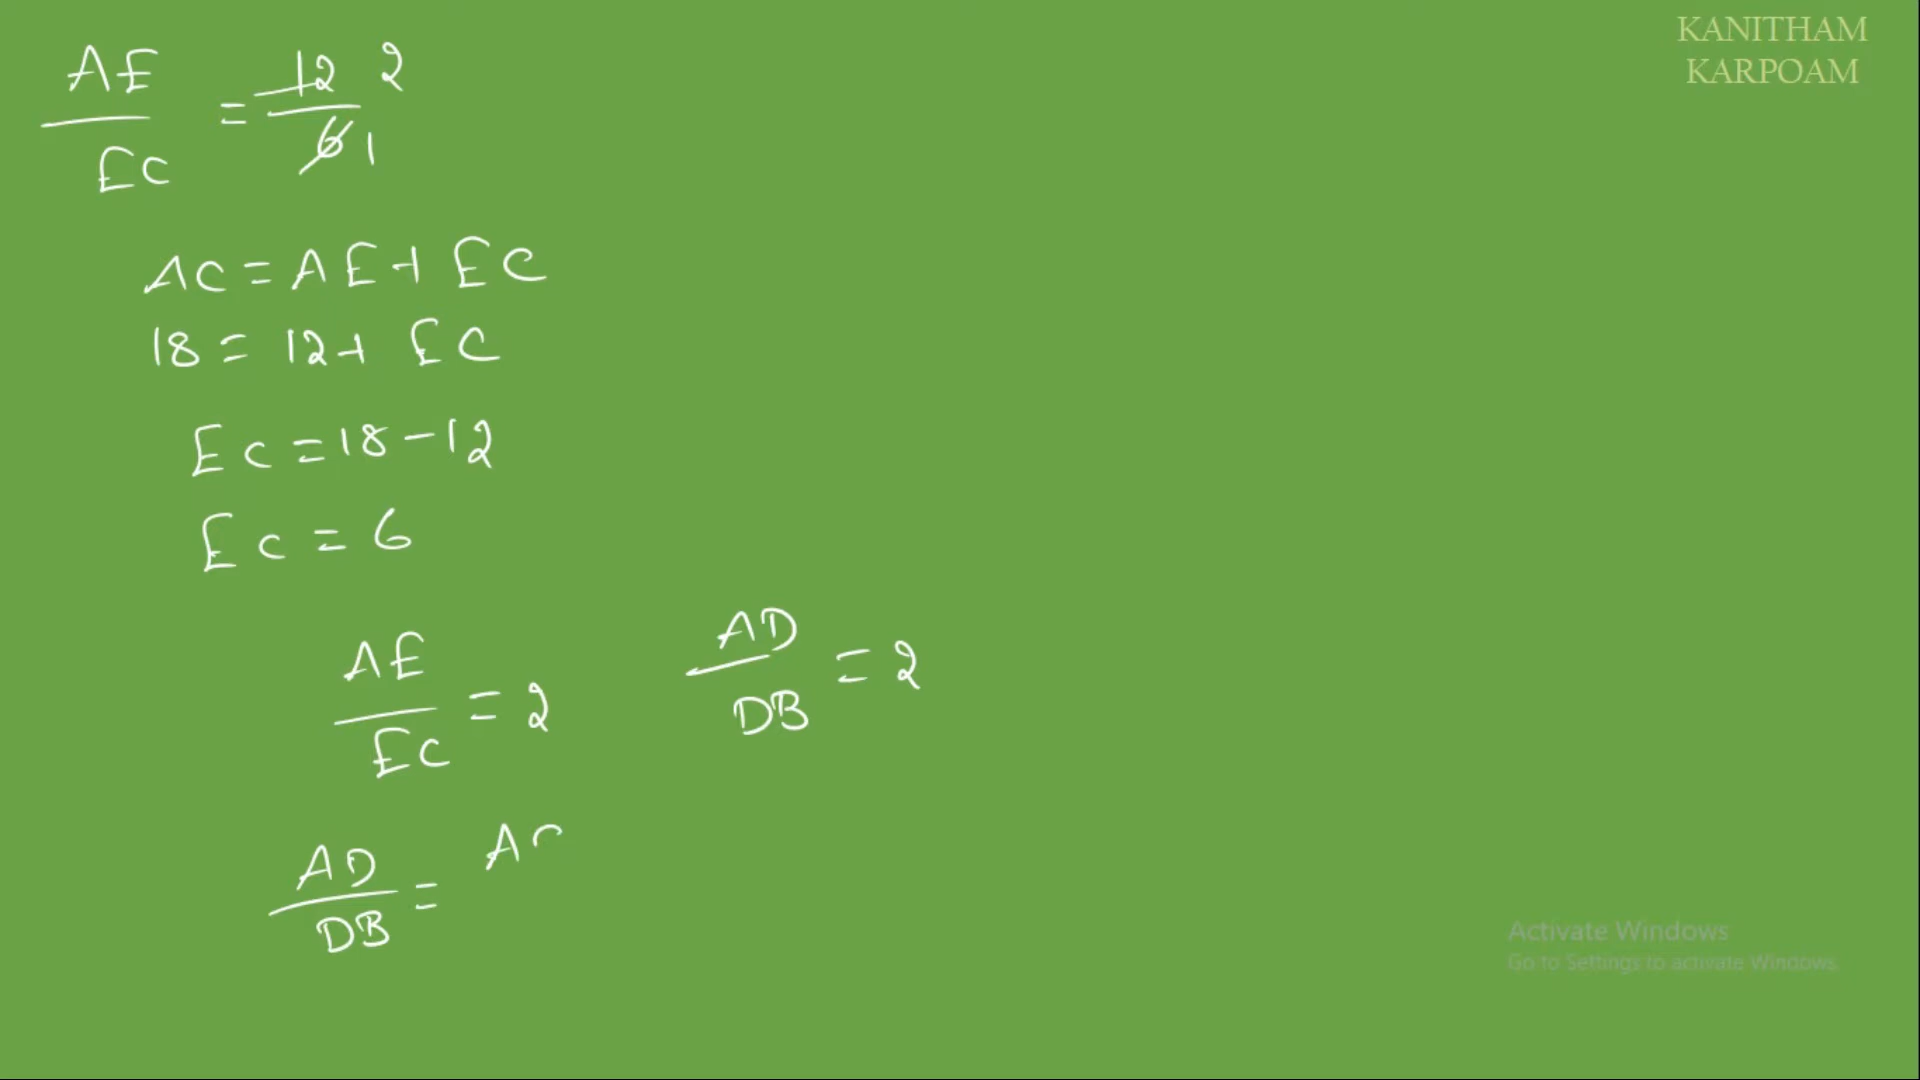 KANITHAM
KARPOAM
AE/EC = 12/6 2/1
AC = AE + EC
18 = 12 + EC
EC = 18 - 12
EC = 6
AE/EC = 2
AD/DB = 2
AD/DB = A
Activate Windows
Go to Settings to activate Windows.